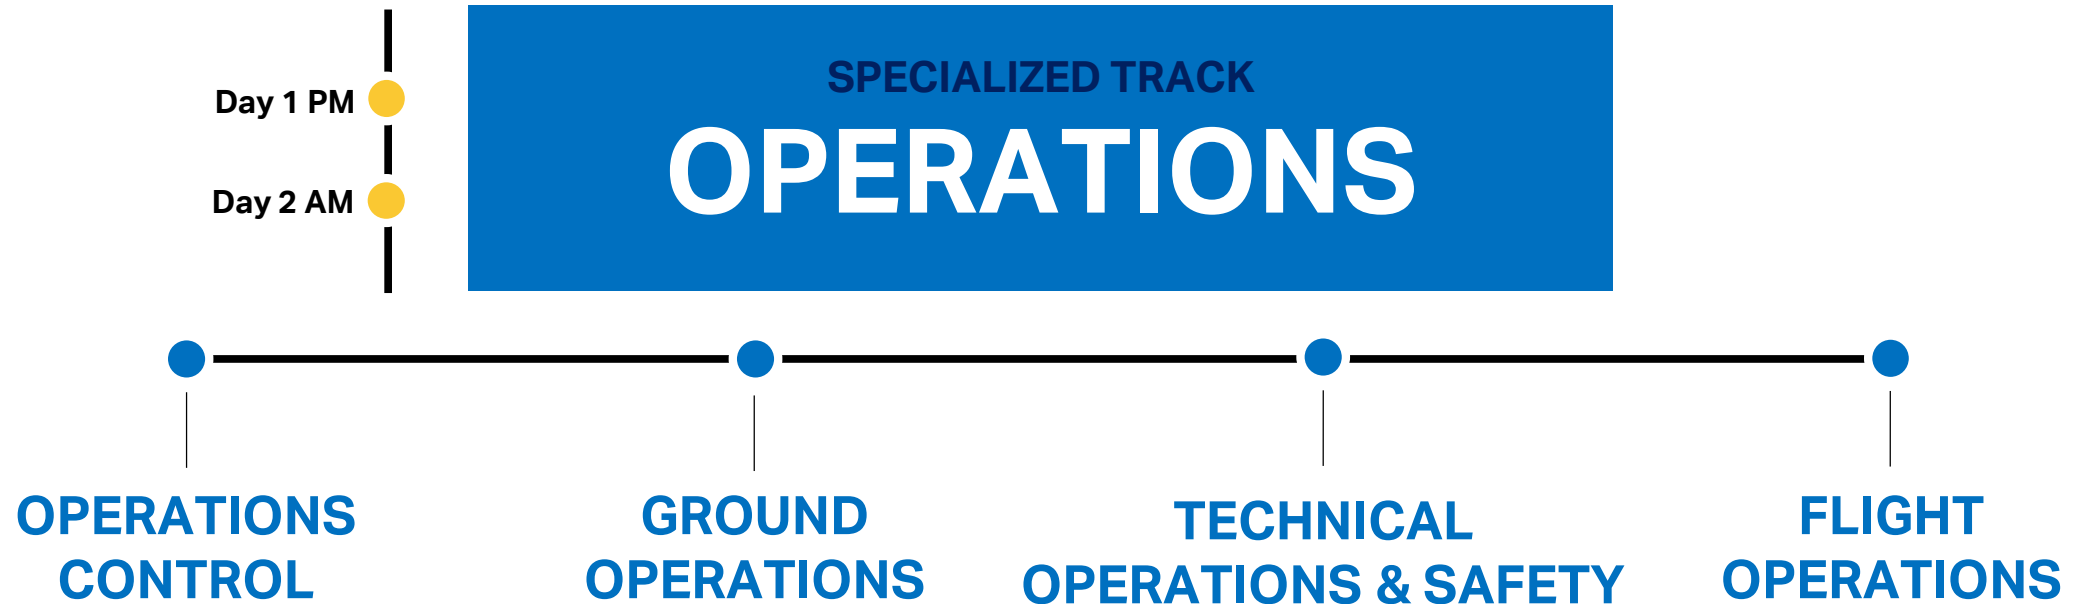 Day 1 PM
Day 2 AM
SPECIALIZED TRACK
OPERATIONS
OPERATIONS
CONTROL
GROUND
OPERATIONS
TECHNICAL
OPERATIONS & SAFETY
FLIGHT
OPERATIONS